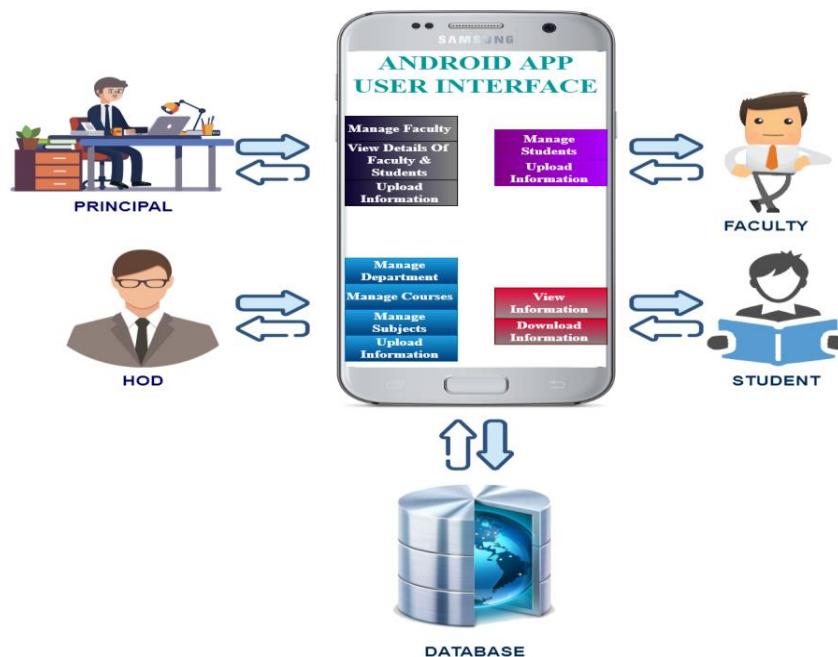 SAMSUNG
ANDROID APP
USER INTERFACE
Manage Faculty
View Details Of
Faculty &
Students
Upload
Information
PRINCIPAL
Manage
Students
Upload
Information
FACULTY
Manage
Department
Manage Courses
Manage
Subjects
Upload
Information
HOD
View
Information
Download
Information
STUDENT
DATABASE